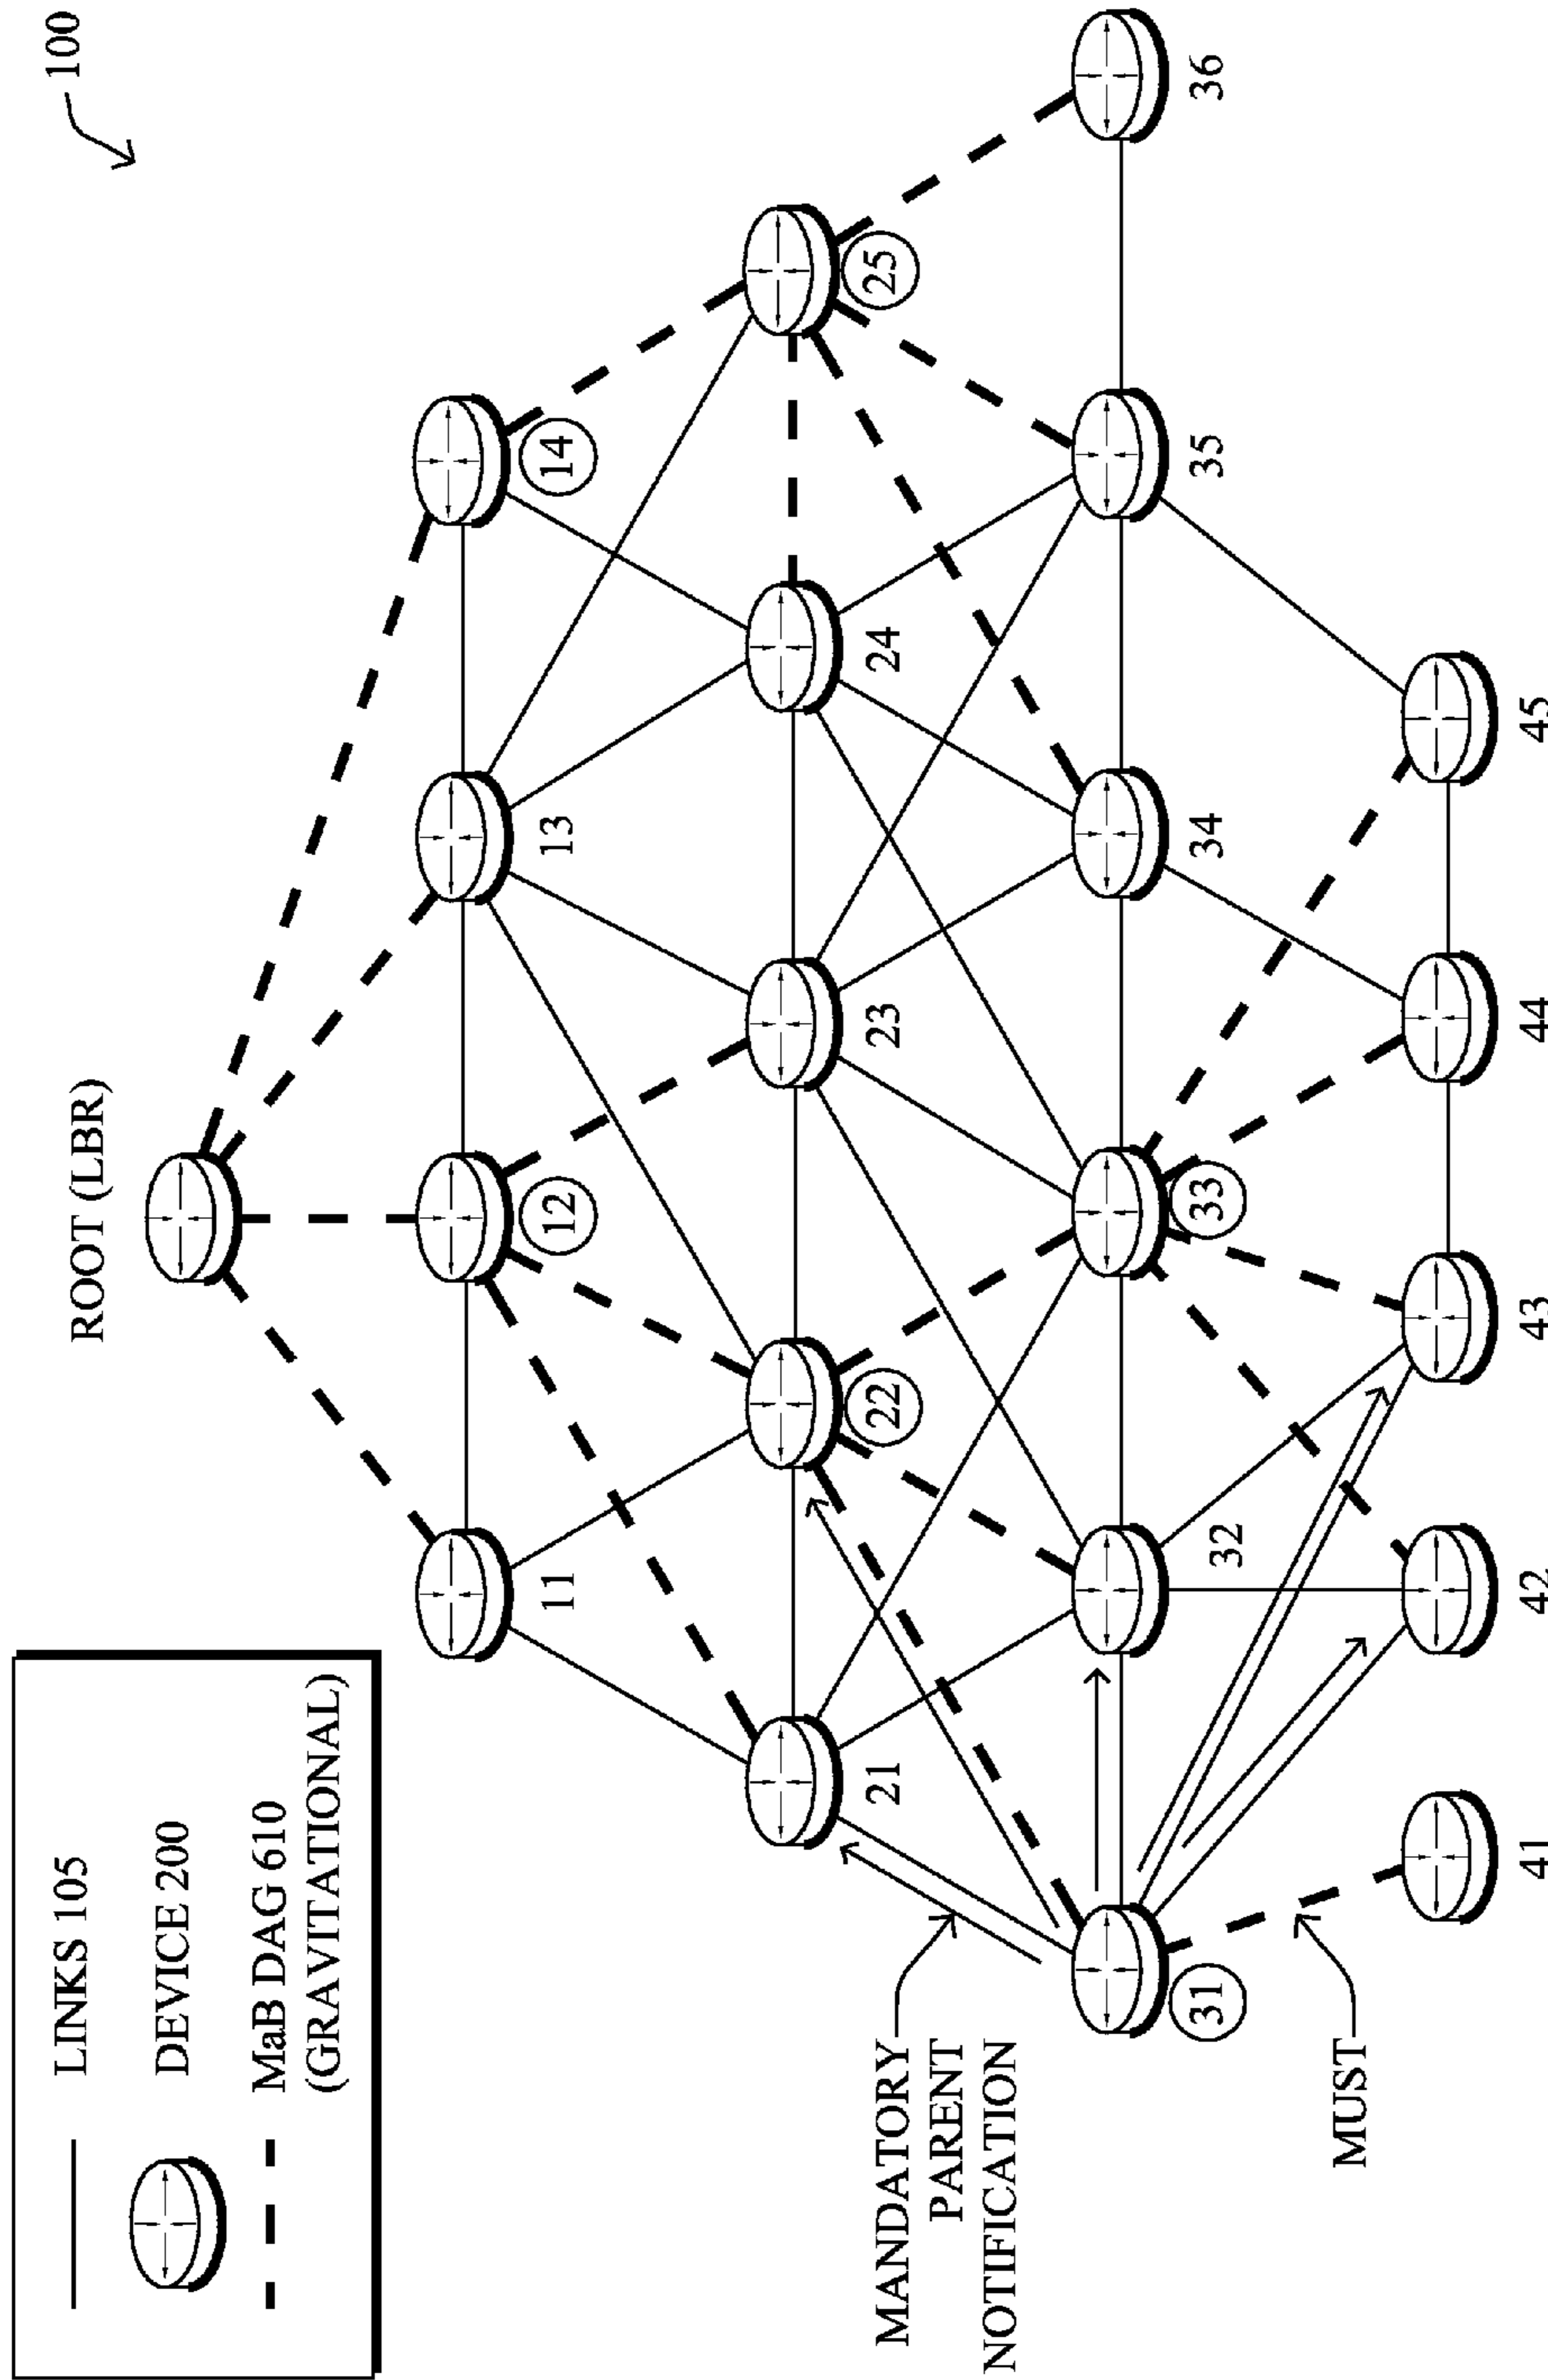 LINKS 105
DEVICE 200
MaB DAG 610
(GRAVITATIONAL)
ROOT (LBR)
100
11
12
13
14
21
22
23
24
25
MANDATORY
PARENT
NOTIFICATION
31
32
33
34
35
36
MUST
41
42
43
44
45